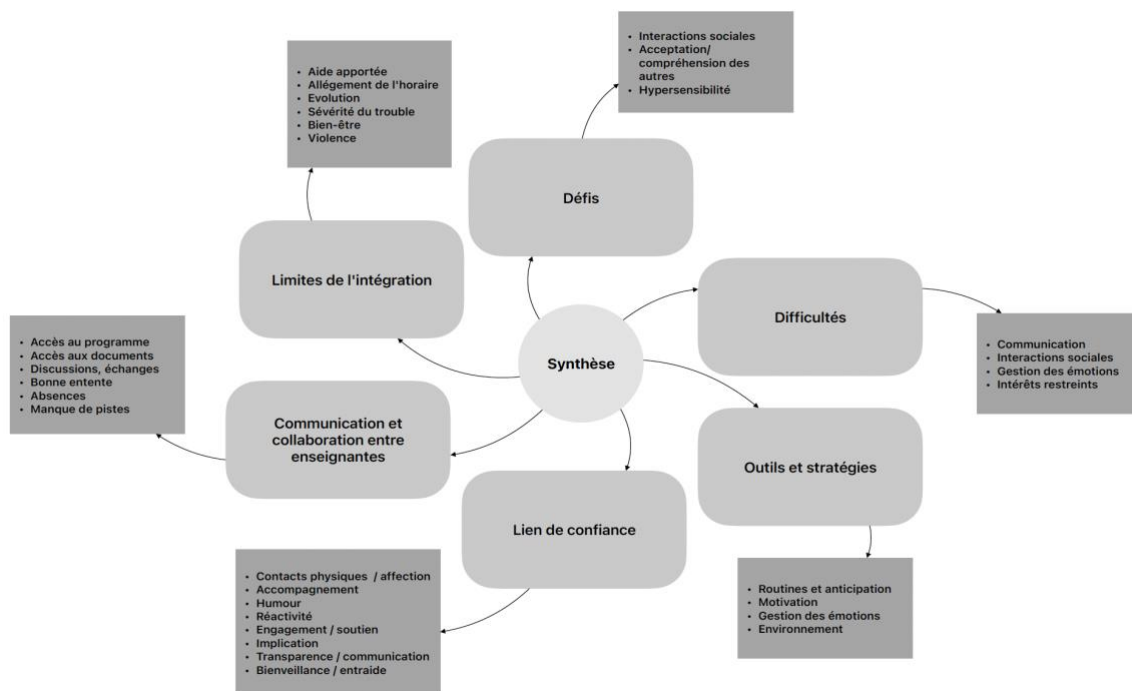 Interactions sociales
Acceptation/
compréhension des
autres
Hypersensibilité
Aide apportée
Allégement de l'horaire
Evolution
Sévérité du trouble
Bien-être
Violence
Défis
Limites de l'intégration
Difficultés
Communication
Interactions sociales
Gestion des émotions
Intérêts restreints
Synthèse
Accès au programme
Accès aux documents
Discussions, échanges
Bonne entente
Absences
Manque de pistes
Communication et
collaboration entre
enseignantes
Outils et stratégies
Lien de confiance
Contacts physiques / affection
Accompagnement
Humour
Réactivité
Engagement / soutien
Implication
Transparence / communication
Bienveillance / entraide
Routines et anticipation
Motivation
Gestion des émotions
Environnement